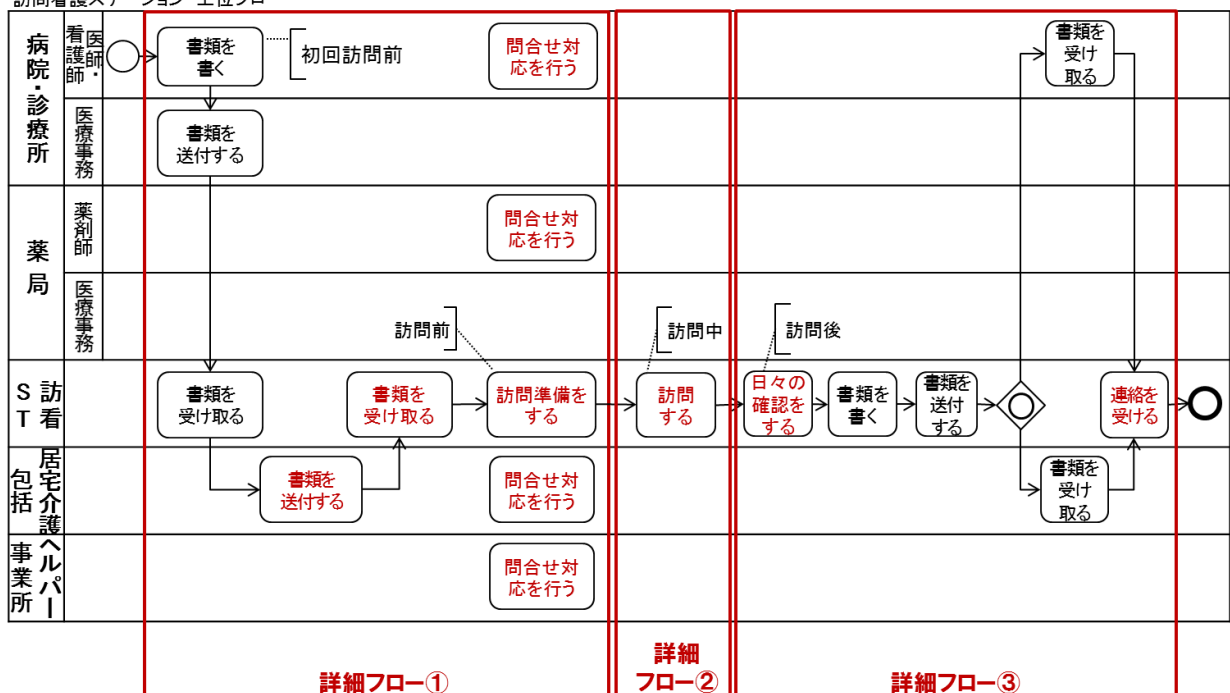 訪問看護ステーション 上位フロー
病院・診療所
医師・
看護師
書類を
書く
初回訪問前
問合せ対
応を行う
書類を
受け
取る
医療事務
書類を
送付する
薬局
薬剤師
問合せ対
応を行う
医療事務
訪問前
訪問中
訪問後
訪看
ST
書類を
受け取る
書類を
受け取る
訪問準備を
する
訪問
する
日々の
確認を
する
書類を
書く
書類を
送付
する
連絡を
受ける
居宅介護
包括
書類を
送付する
問合せ対
応を行う
書類を
受け
取る
ヘルパー
事業所
問合せ対
応を行う
詳細フロー①
詳細
フロー②
詳細フロー③